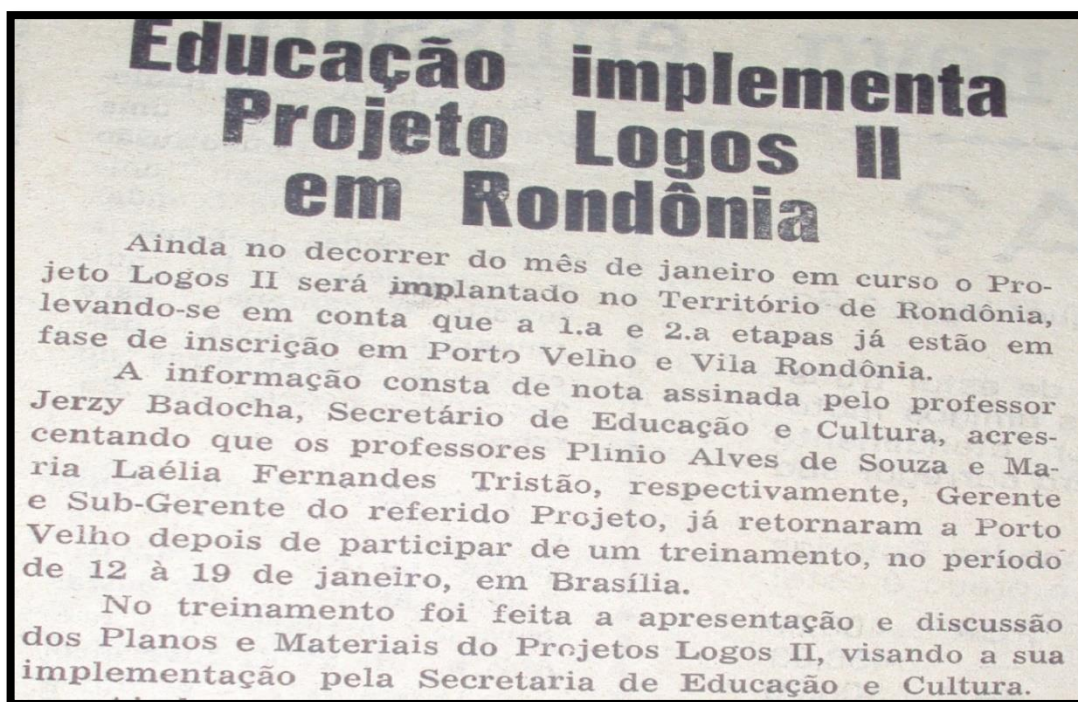 Educação implementa
Projeto Logos II
em Rondônia
Ainda no decorrer do mês de janeiro em curso o Pro-
jeto Logos II será implantado no Território de Rondônia,
levando-se em conta que a 1.a e 2.a etapas já estão em
fase de inscrição em Porto Velho e Vila Rondônia.
A informação consta de nota assinada pelo professor
Jerzy Badocha, Secretário de Educação e Cultura, acres-
centando que os professores Plínio Alves de Souza e Ma-
ria Laélia Fernandes Tristão, respectivamente, Gerente
e Sub-Gerente do referido Projeto, já retornaram a Porto
Velho depois de participar de um treinamento, no período
de 12 à 19 de janeiro, em Brasília.
No treinamento foi feita a apresentação e discussão
dos Planos e Materiais do Projetos Logos II, visando a sua
implementação pela Secretaria de Educação e Cultura.